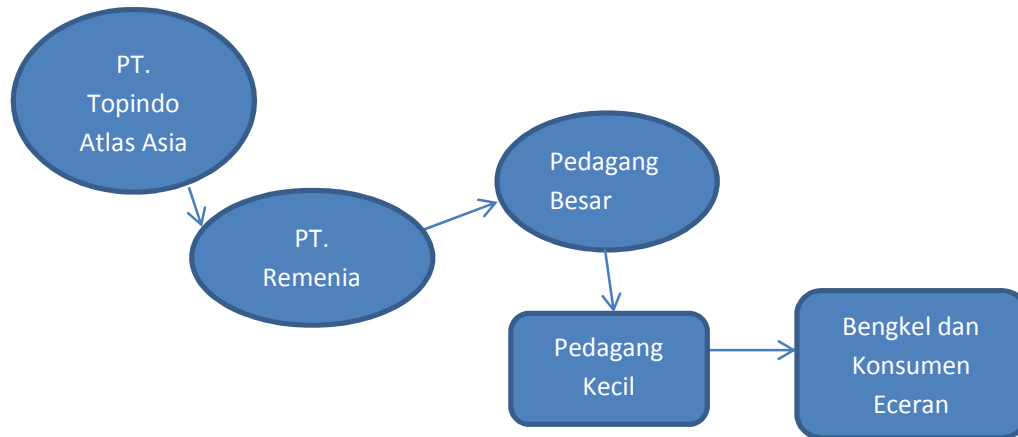 PT.
Topindo
Atlas Asia
PT.
Remenia
Pedagang
Besar
Pedagang
Kecil
Bengkel dan
Konsumen
Eceran